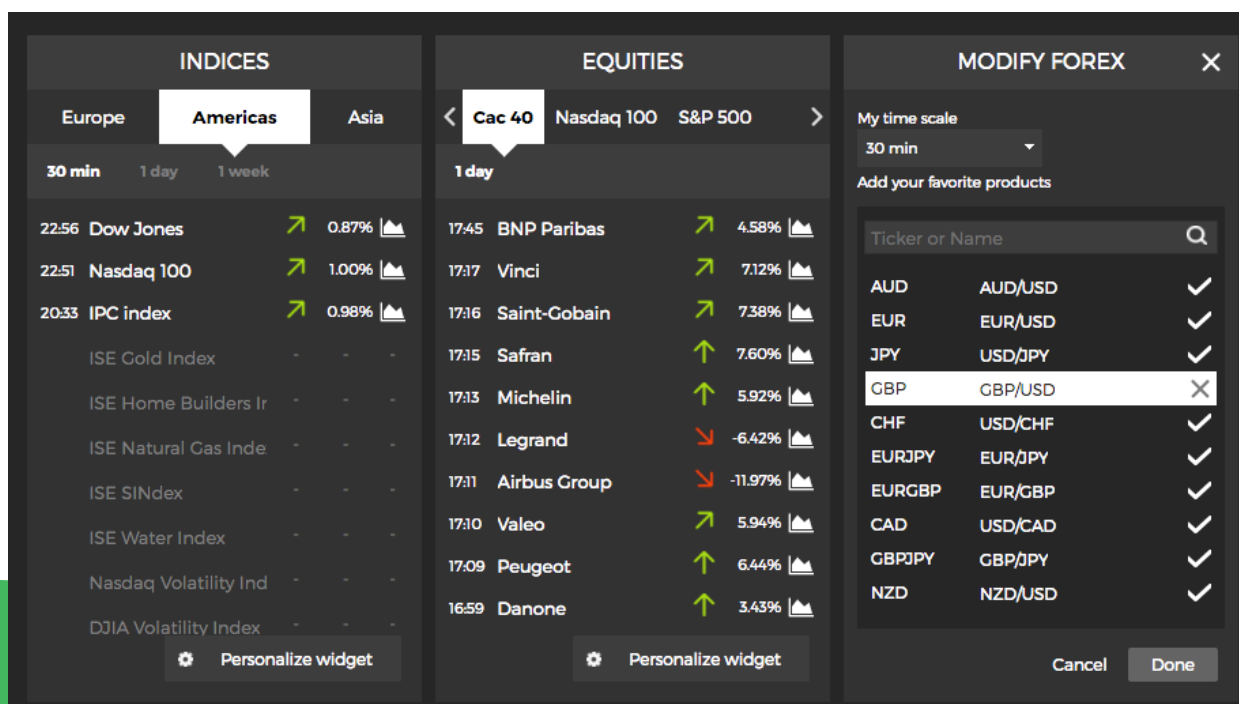 INDICES
Europe Americas Asia
30 min 1 day 1 week
22:56 Dow Jones 0.87%
22:51 Nasdaq 100 1.00%
20:33 IPC index 0.98%
ISE Gold Index - - -
ISE Home Builders Ir - - -
ISE Natural Gas Inde - - -
ISE SINdex - - -
ISE Water Index - - -
Nasdaq Volatility Ind - - -
DJIA Volatility Index - - -
Personalize widget
EQUITIES
Cac 40 Nasdaq 100 S&P 500
1 day
17:45 BNP Paribas 4.58%
17:17 Vinci 7.12%
17:16 Saint-Gobain 7.38%
17:15 Safran 7.60%
17:13 Michelin 5.92%
17:12 Legrand -6.42%
17:11 Airbus Group -11.97%
17:10 Valeo 5.94%
17:09 Peugeot 6.44%
16:59 Danone 3.43%
Personalize widget
MODIFY FOREX
My time scale
30 min
Add your favorite products
Ticker or Name
AUD AUD/USD
EUR EUR/USD
JPY USD/JPY
GBP GBP/USD
CHF USD/CHF
EURJPY EUR/JPY
EURGBP EUR/GBP
CAD USD/CAD
GBPJPY GBP/JPY
NZD NZD/USD
Cancel Done